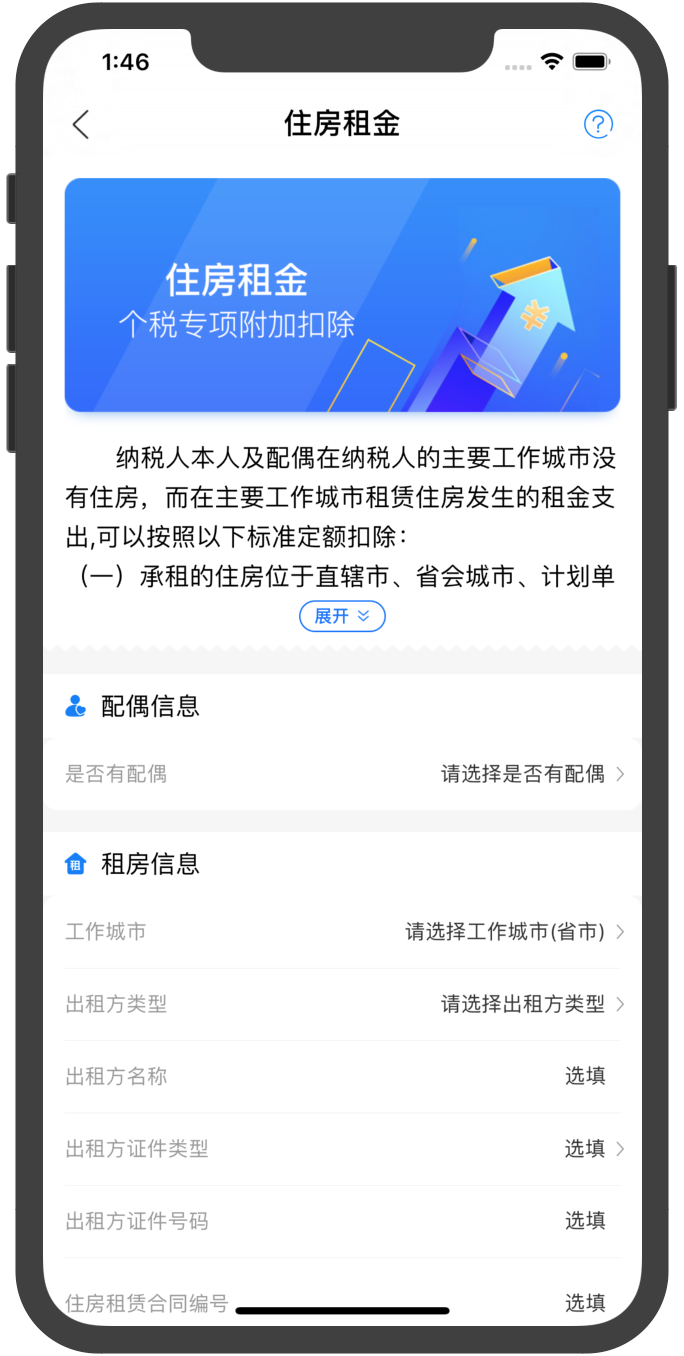 1:46
住房租金
住房租金
个税专项附加扣除
纳税人本人及配偶在纳税人的主要工作城市没
有住房，而在主要工作城市租赁住房发生的租金支
出,可以按照以下标准定额扣除：
（一）承租的住房位于直辖市、省会城市、计划单
展开
配偶信息
是否有配偶 请选择是否有配偶
租 租房信息
工作城市 请选择工作城市(省市)
出租方类型 请选择出租方类型
出租方名称 选填
出租方证件类型 选填
出租方证件号码 选填
住房租赁合同编号 选填